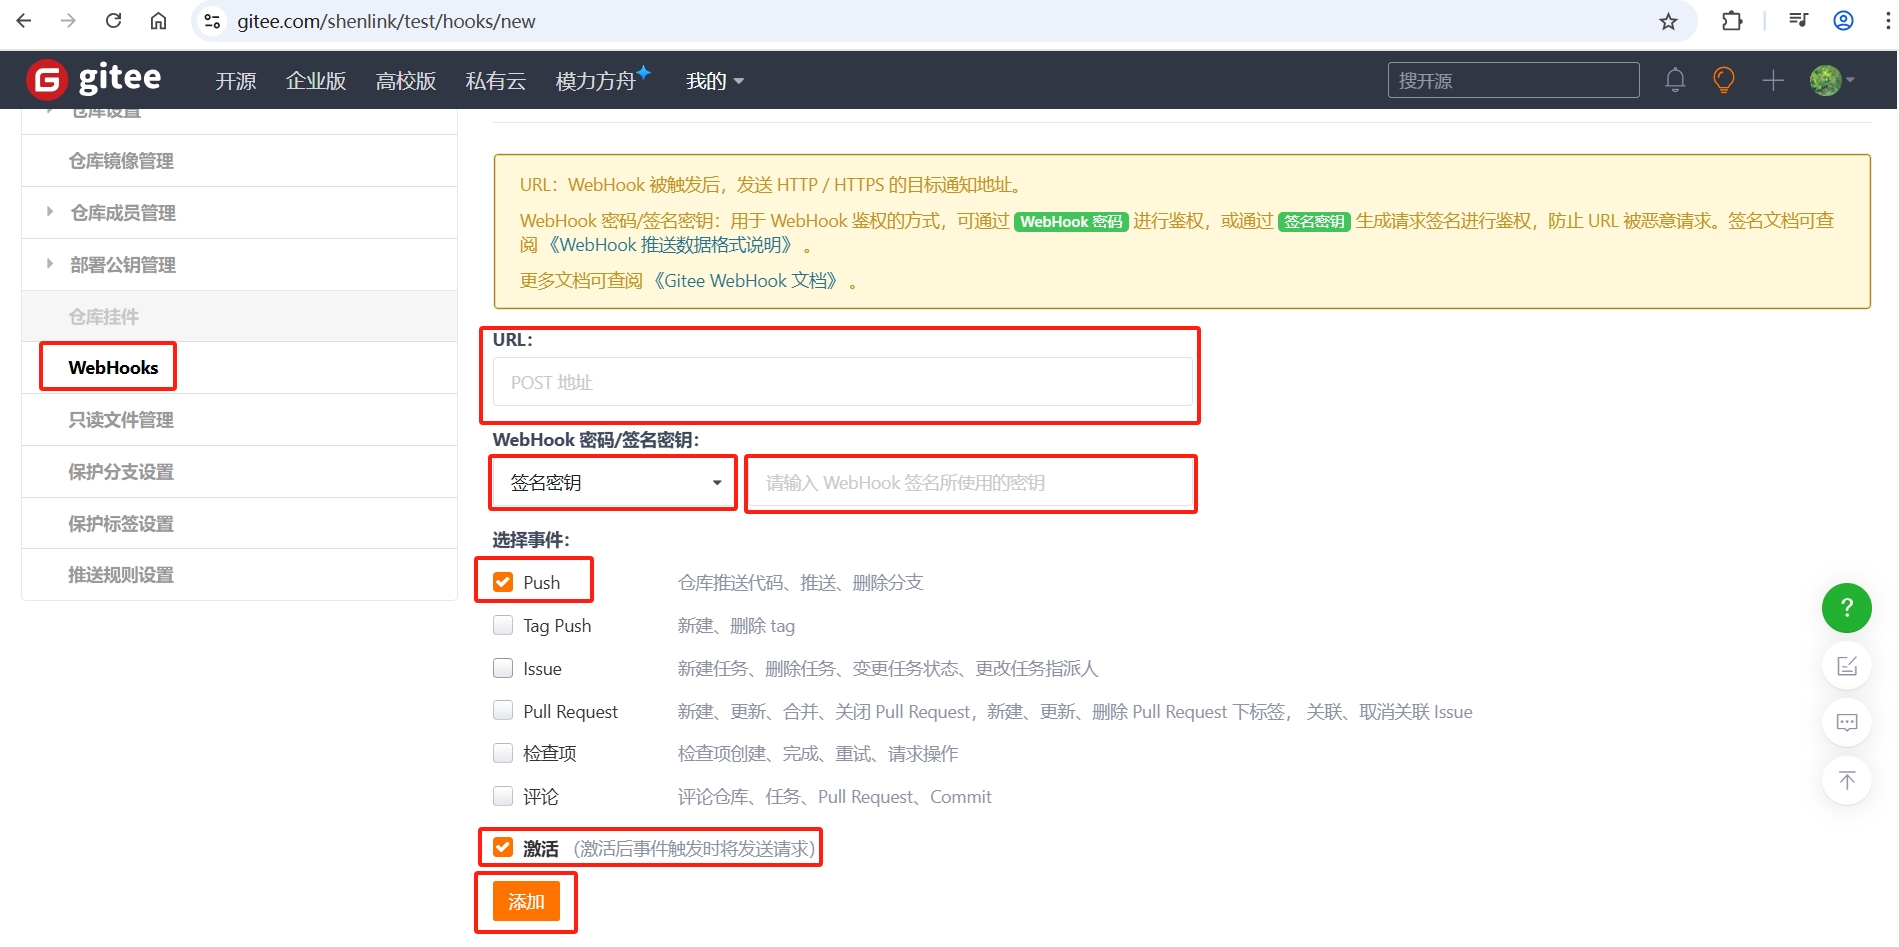 gitee.com/shenlink/test/hooks/new
gitee
开源
企业版
高校版
私有云
模力方舟
我的
搜开源
仓库设置
仓库镜像管理
仓库成员管理
部署公钥管理
仓库挂件
WebHooks
只读文件管理
保护分支设置
保护标签设置
推送规则设置
URL：WebHook 被触发后，发送 HTTP / HTTPS 的目标通知地址。
WebHook 密码/签名密钥：用于 WebHook 鉴权的方式，可通过 WebHook 密码 进行鉴权，或通过 签名密钥 生成请求签名进行鉴权，防止 URL 被恶意请求。签名文档可查
阅 《WebHook 推送数据格式说明》 。
更多文档可查阅 《Gitee WebHook 文档》 。
URL：
POST 地址
WebHook 密码/签名密钥：
签名密钥
请输入 WebHook 签名所使用的密钥
选择事件：
Push 仓库推送代码、推送、删除分支
Tag Push 新建、删除 tag
Issue 新建任务、删除任务、变更任务状态、更改任务指派人
Pull Request 新建、更新、合并、关闭 Pull Request，新建、更新、删除 Pull Request 下标签， 关联、取消关联 Issue
检查项 检查项创建、完成、重试、请求操作
评论 评论仓库、任务、Pull Request、Commit
激活 (激活后事件触发时将发送请求)
添加
?